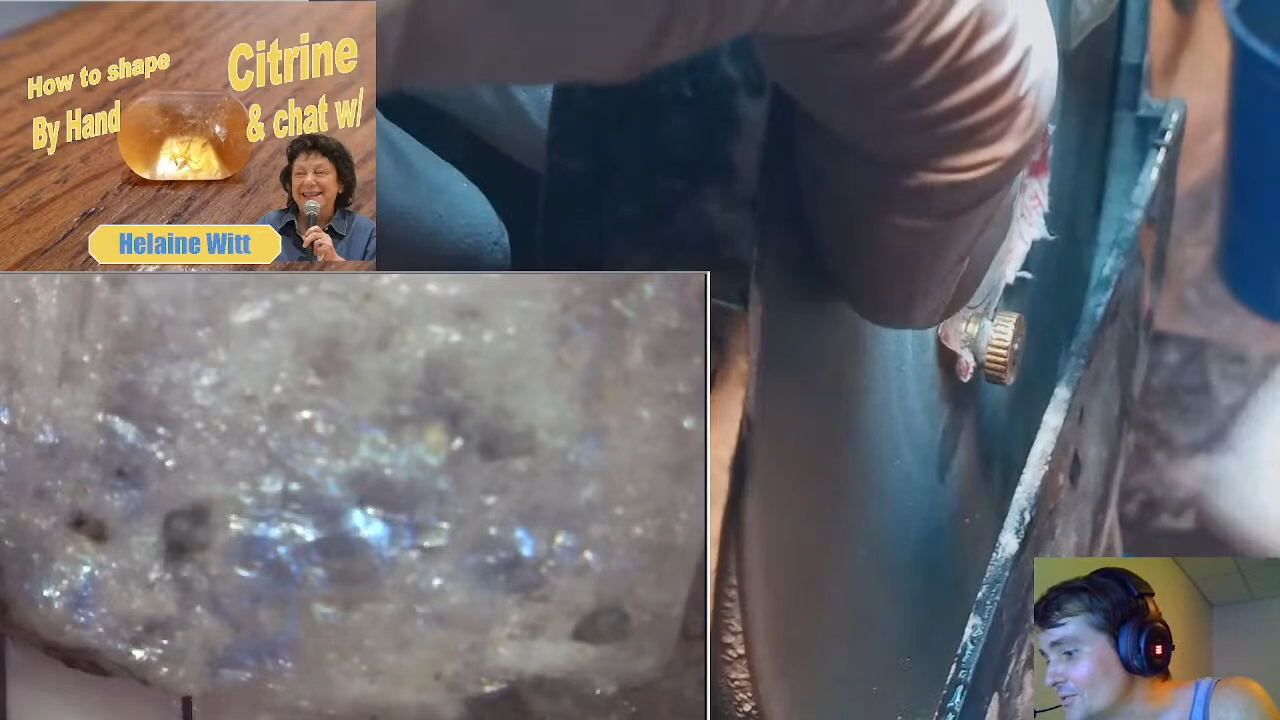 How to shape
Citrine
By Hand
& chat w/
Helaine Witt